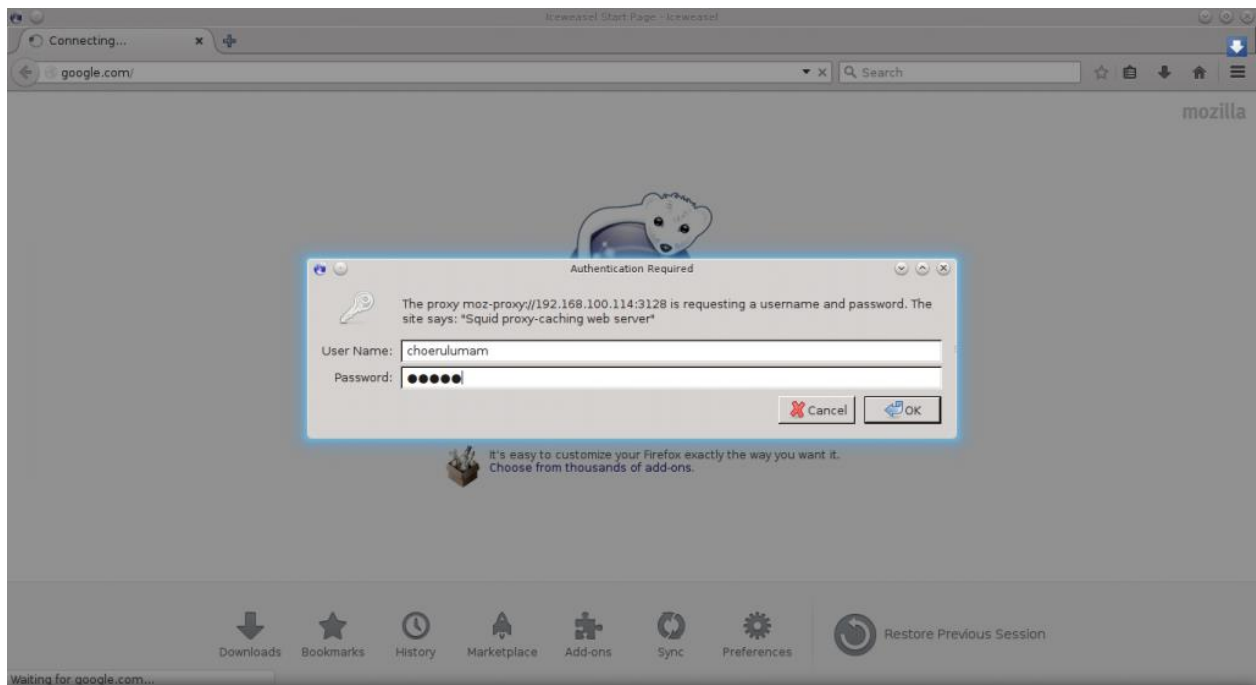 Iceweasel Start Page - Iceweasel
Connecting...
google.com/
Search
mozilla
Authentication Required
The proxy moz-proxy://192.168.100.114:3128 is requesting a username and password. The
site says: "Squid proxy-caching web server"
User Name: choerulumam
Password: ●●●●●
Cancel OK
It's easy to customize your Firefox exactly the way you want it.
Choose from thousands of add-ons.
Downloads Bookmarks History Marketplace Add-ons Sync Preferences Restore Previous Session
Waiting for google.com...